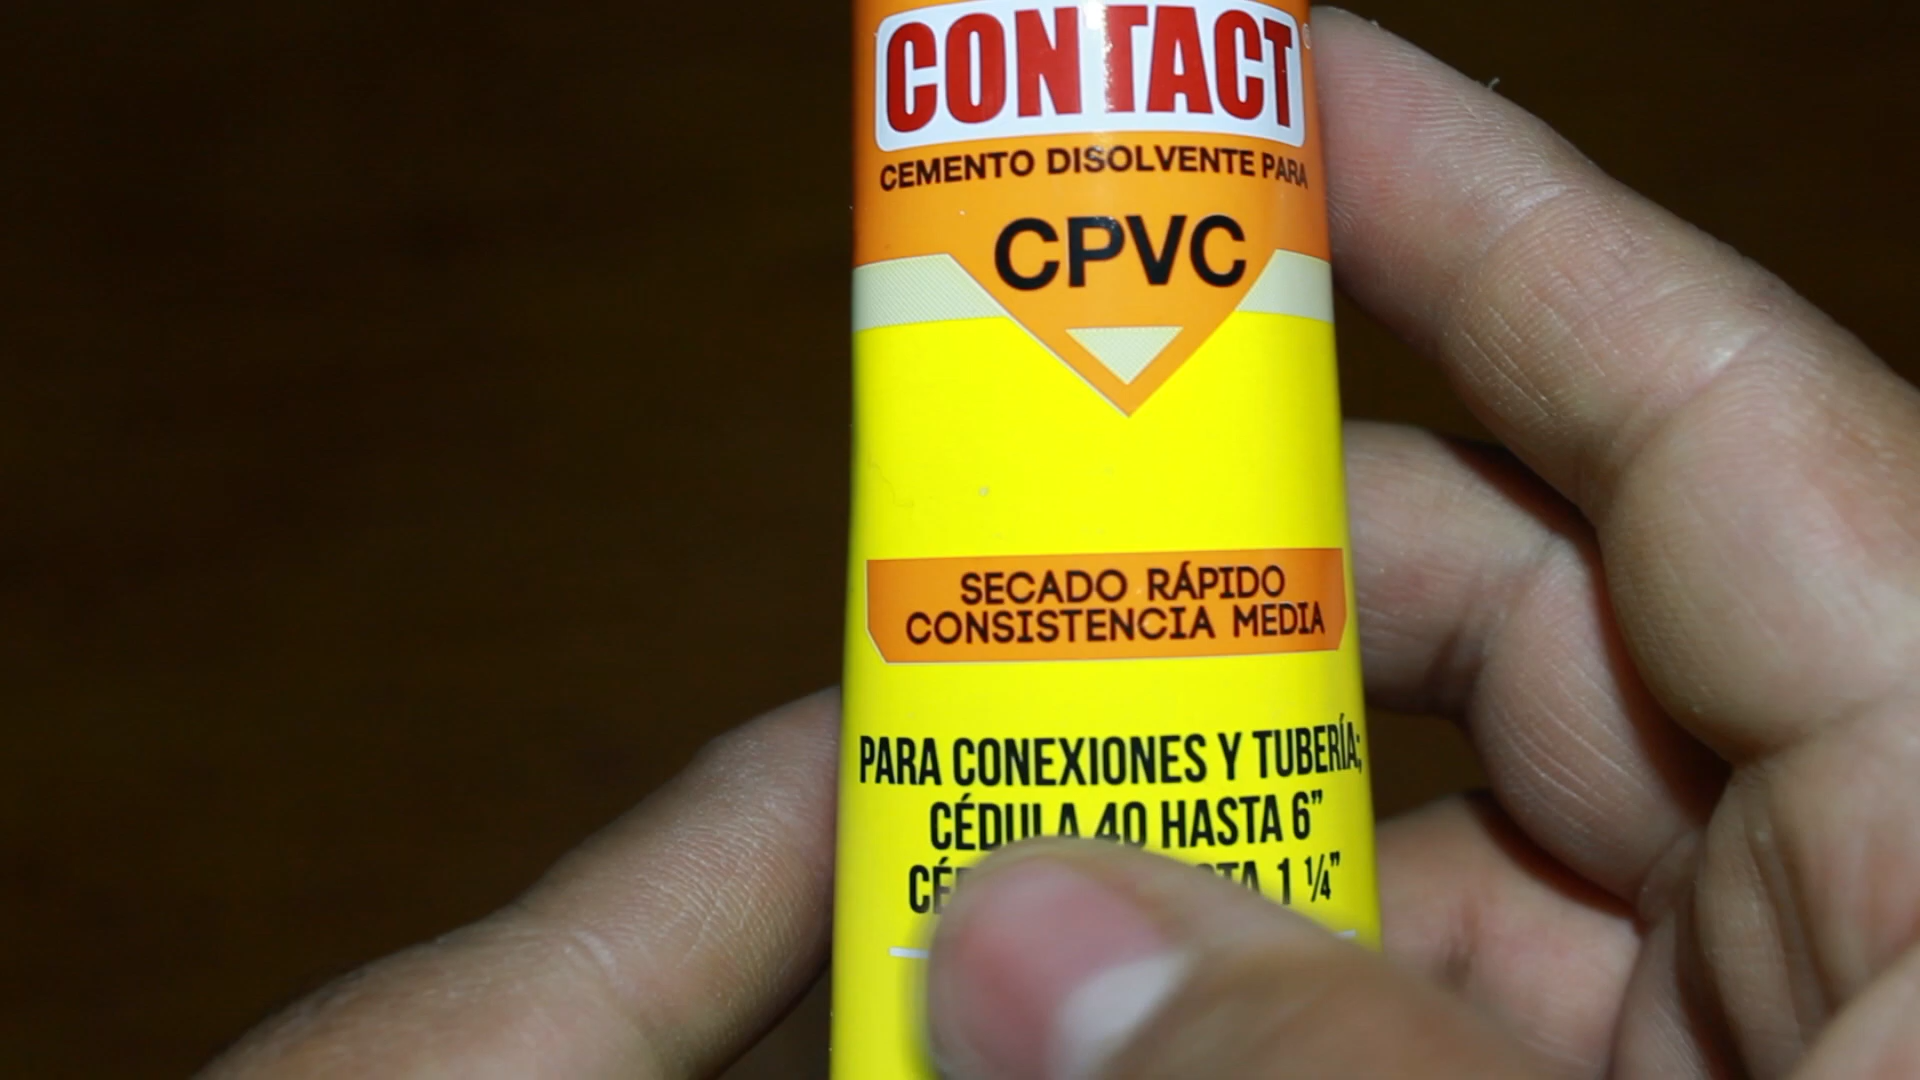 CONTACT
CEMENTO DISOLVENTE PARA
CPVC
SECADO RÁPIDO
CONSISTENCIA MEDIA
PARA CONEXIONES Y TUBERÍA;
CÉDULA 40 HASTA 6”
1 ¼”